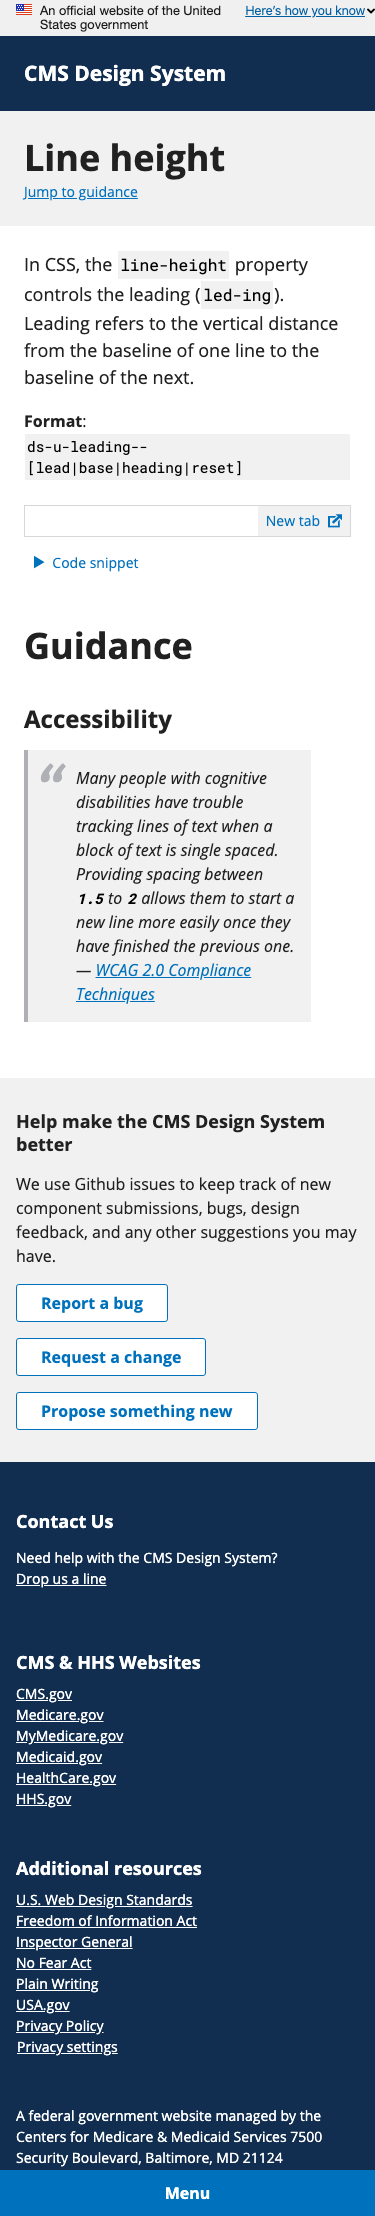 An official website of the United
States government
Here's how you know
CMS Design System
Line height
Jump to guidance
In CSS, the line-height property
controls the leading (led-ing).
Leading refers to the vertical distance
from the baseline of one line to the
baseline of the next.
Format:
ds-u-leading--
[lead|base|heading|reset]
New tab
Code snippet
Guidance
Accessibility
Many people with cognitive
disabilities have trouble
tracking lines of text when a
block of text is single spaced.
Providing spacing between
1.5 to 2 allows them to start a
new line more easily once they
have finished the previous one.
— WCAG 2.0 Compliance
Techniques
Help make the CMS Design System
better
We use Github issues to keep track of new
component submissions, bugs, design
feedback, and any other suggestions you may
have.
Report a bug
Request a change
Propose something new
Contact Us
Need help with the CMS Design System?
Drop us a line
CMS & HHS Websites
CMS.gov
Medicare.gov
MyMedicare.gov
Medicaid.gov
HealthCare.gov
HHS.gov
Additional resources
U.S. Web Design Standards
Freedom of Information Act
Inspector General
No Fear Act
Plain Writing
USA.gov
Privacy Policy
Privacy settings
A federal government website managed by the
Centers for Medicare & Medicaid Services 7500
Security Boulevard, Baltimore, MD 21124
Menu